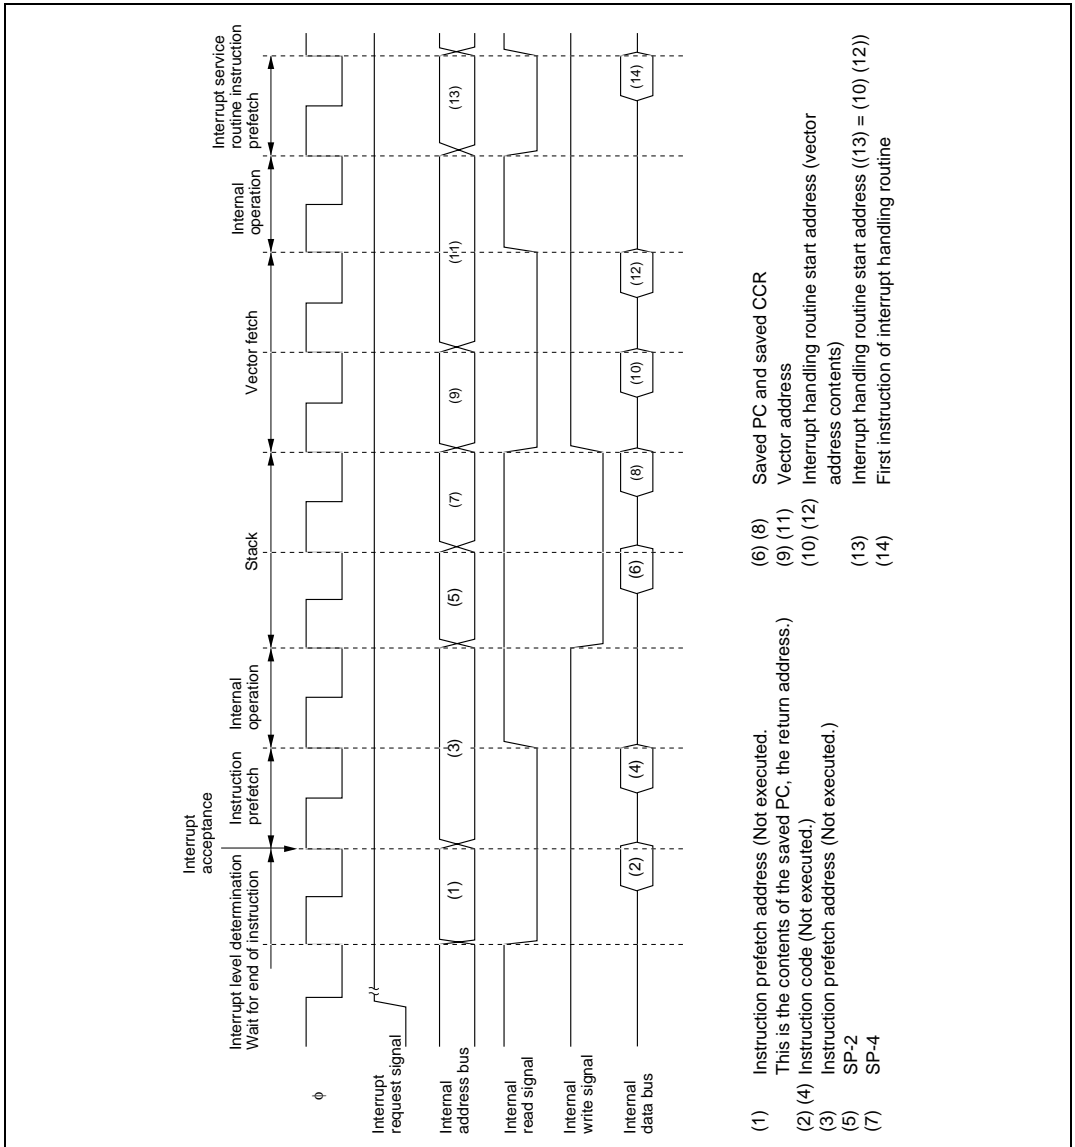 Interrupt
acceptance
Interrupt level determination
Wait for end of instruction
Instruction
prefetch
Internal
operation
Stack
Vector fetch
Internal
operation
Interrupt service
routine instruction
prefetch
φ
Interrupt
request signal
Internal
address bus
(1)
(3)
(5)
(7)
(9)
(11)
(13)
Internal
read signal
Internal
write signal
Internal
data bus
(2)
(4)
(6)
(8)
(10)
(12)
(14)
(1) Instruction prefetch address (Not executed.
This is the contents of the saved PC, the return address.)
(2) (4) Instruction code (Not executed.)
(3) Instruction prefetch address (Not executed.)
(5) SP-2
(7) SP-4
(6) (8) Saved PC and saved CCR
(9) (11) Vector address
(10) (12) Interrupt handling routine start address (vector
address contents)
(13) Interrupt handling routine start address ((13) = (10) (12))
(14) First instruction of interrupt handling routine